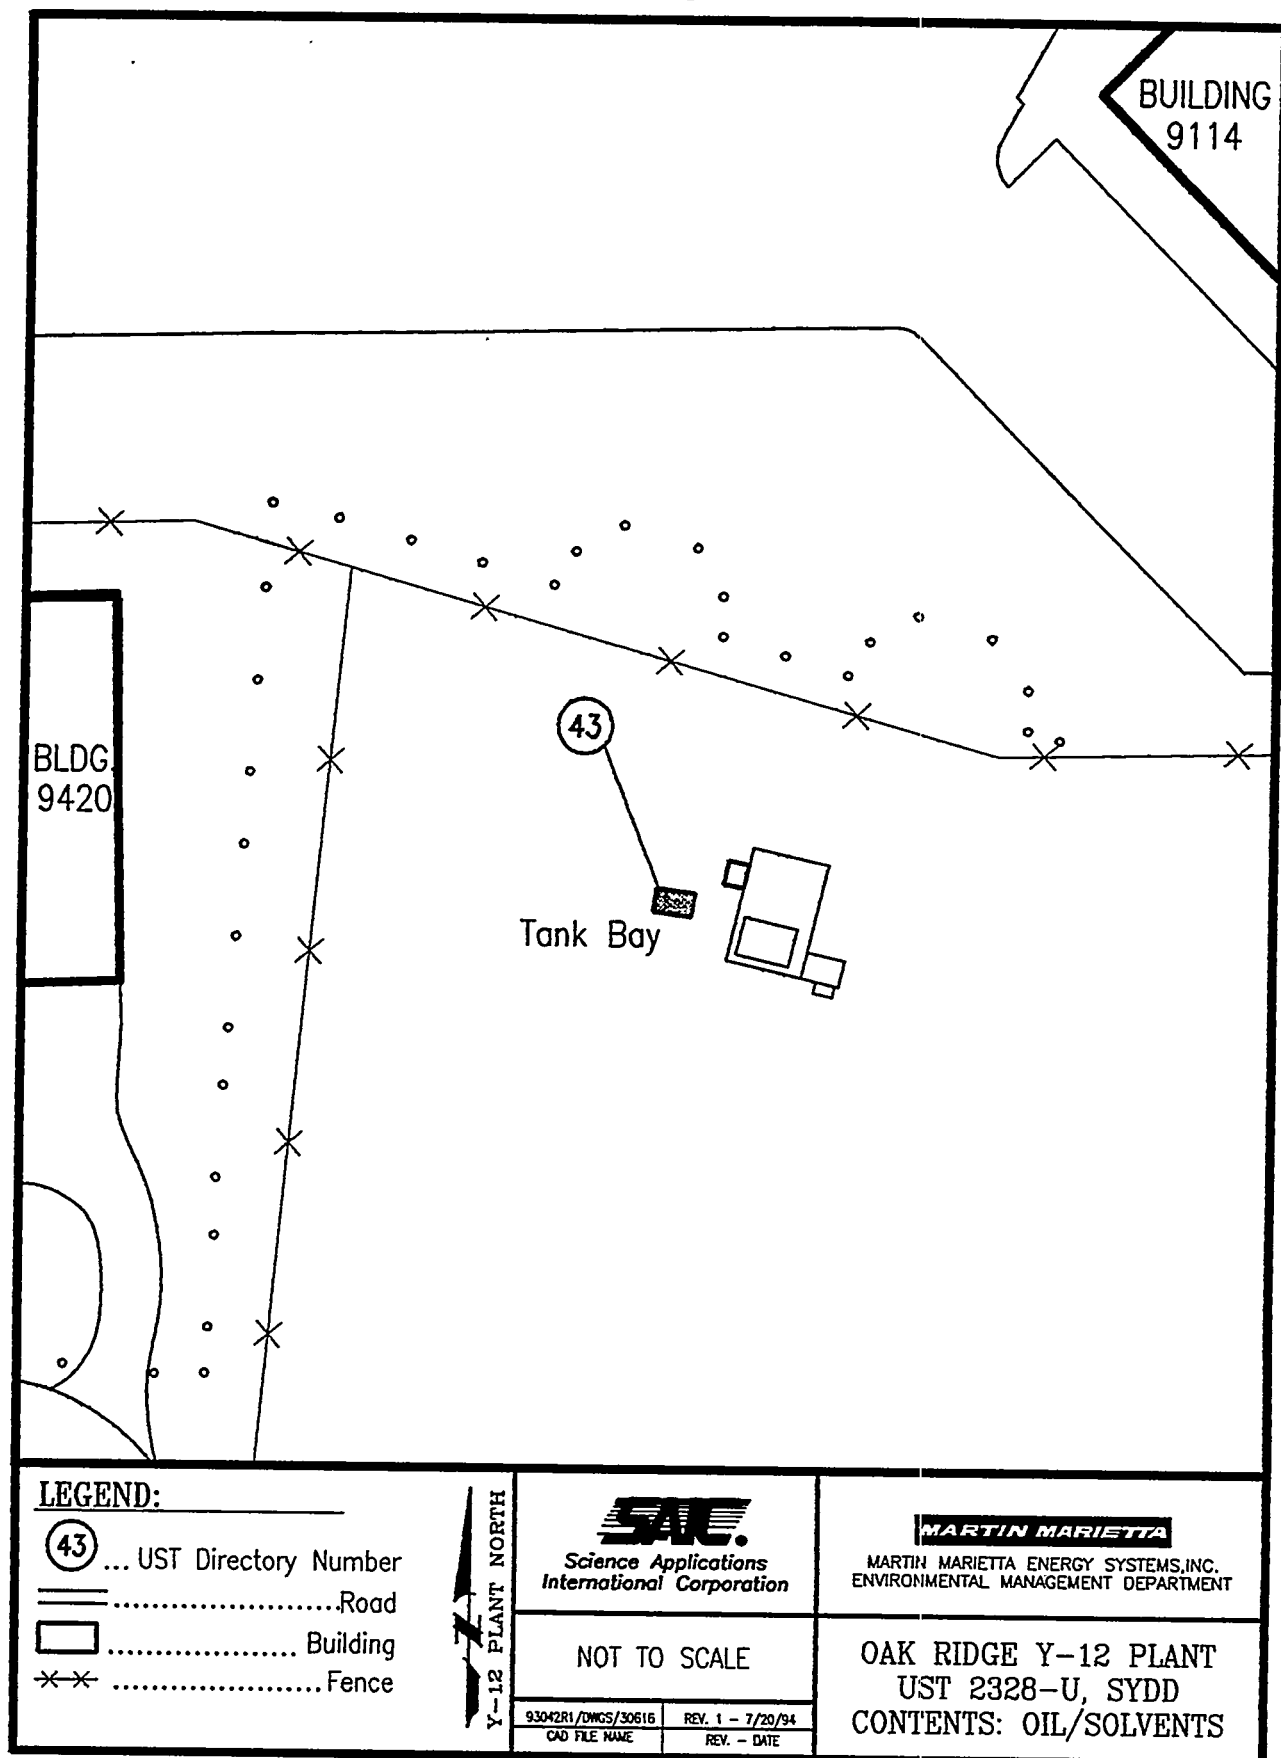 BUILDING
9114
43
BLDG.
9420
Tank Bay
LEGEND:
43 ... UST Directory Number
.......................Road
.................. Building
.....................Fence
Y-12 PLANT NORTH
SAIC.
Science Applications
International Corporation
MARTIN MARIETTA
MARTIN MARIETTA ENERGY SYSTEMS,INC.
ENVIRONMENTAL MANAGEMENT DEPARTMENT
NOT TO SCALE
93042R1/DWGS/30616
CAD FILE NAME
REV. 1 - 7/20/94
REV. - DATE
OAK RIDGE Y-12 PLANT
UST 2328-U, SYDD
CONTENTS: OIL/SOLVENTS